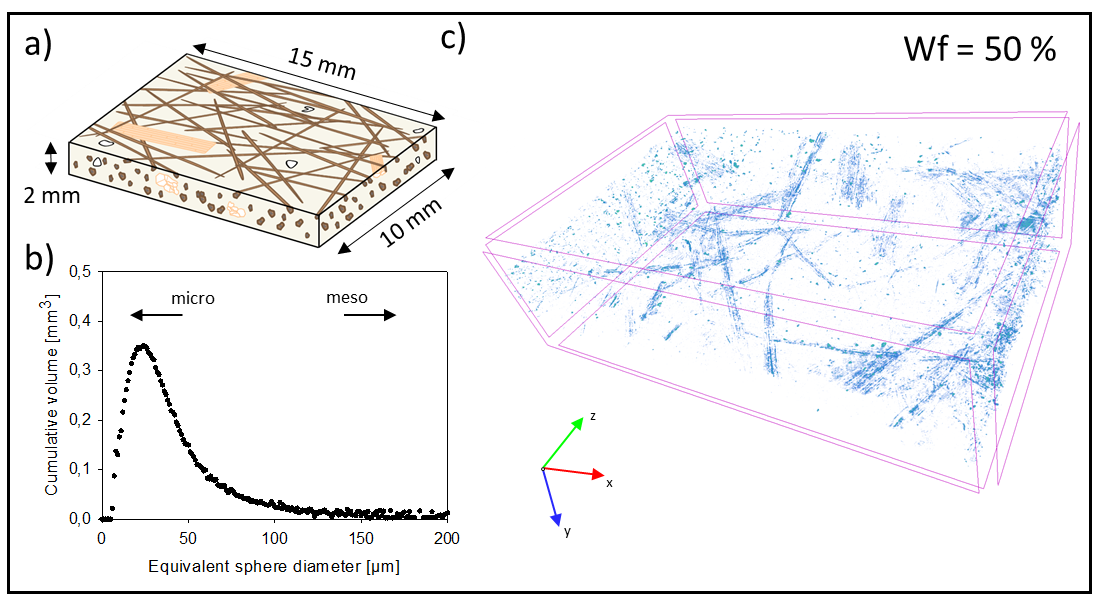 a)
15 mm
2 mm
10 mm
b)
0,5
0,4
0,3
0,2
0,1
0,0
Cumulative volume [mm³]
micro
meso
0
50
100
150
200
Equivalent sphere diameter [µm]
c)
Wf = 50 %
z
x
y